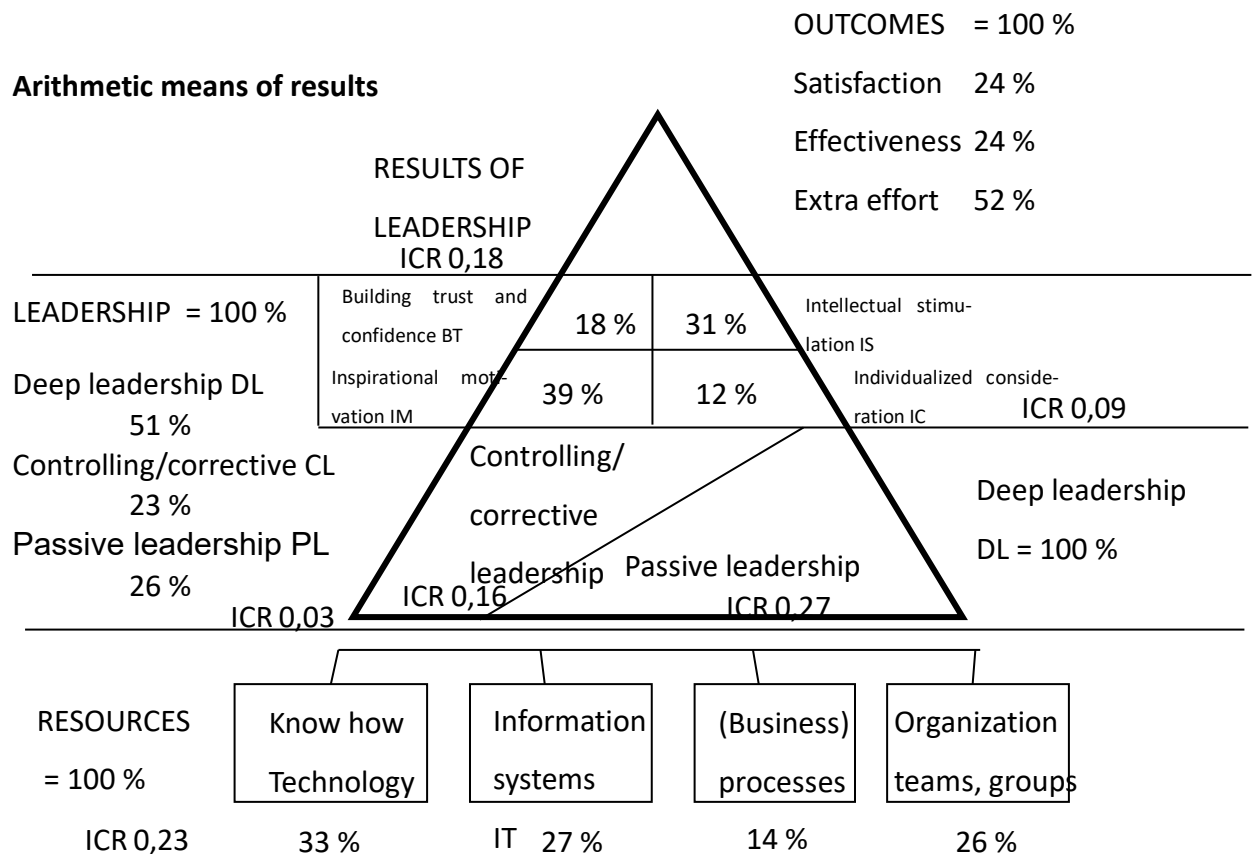 OUTCOMES = 100 %
Arithmetic means of results
Satisfaction 24 %
Effectiveness 24 %
Extra effort 52 %
RESULTS OF
LEADERSHIP
ICR 0,18
LEADERSHIP = 100 %
Building trust and
confidence BT
18 %
31 %
Intellectual stimu-
lation IS
Deep leadership DL
51 %
Inspirational moti-
vation IM
39 %
12 %
Individualized conside-
ration IC
ICR 0,09
Controlling/corrective CL
23 %
Passive leadership PL
26 %
ICR 0,03
Controlling/
corrective
leadership
ICR 0,16
Passive leadership
ICR 0,27
Deep leadership
DL = 100 %
RESOURCES
= 100 %
ICR 0,23
Know how
Technology
33 %
Information
systems
IT 27 %
(Business)
processes
14 %
Organization
teams, groups
26 %